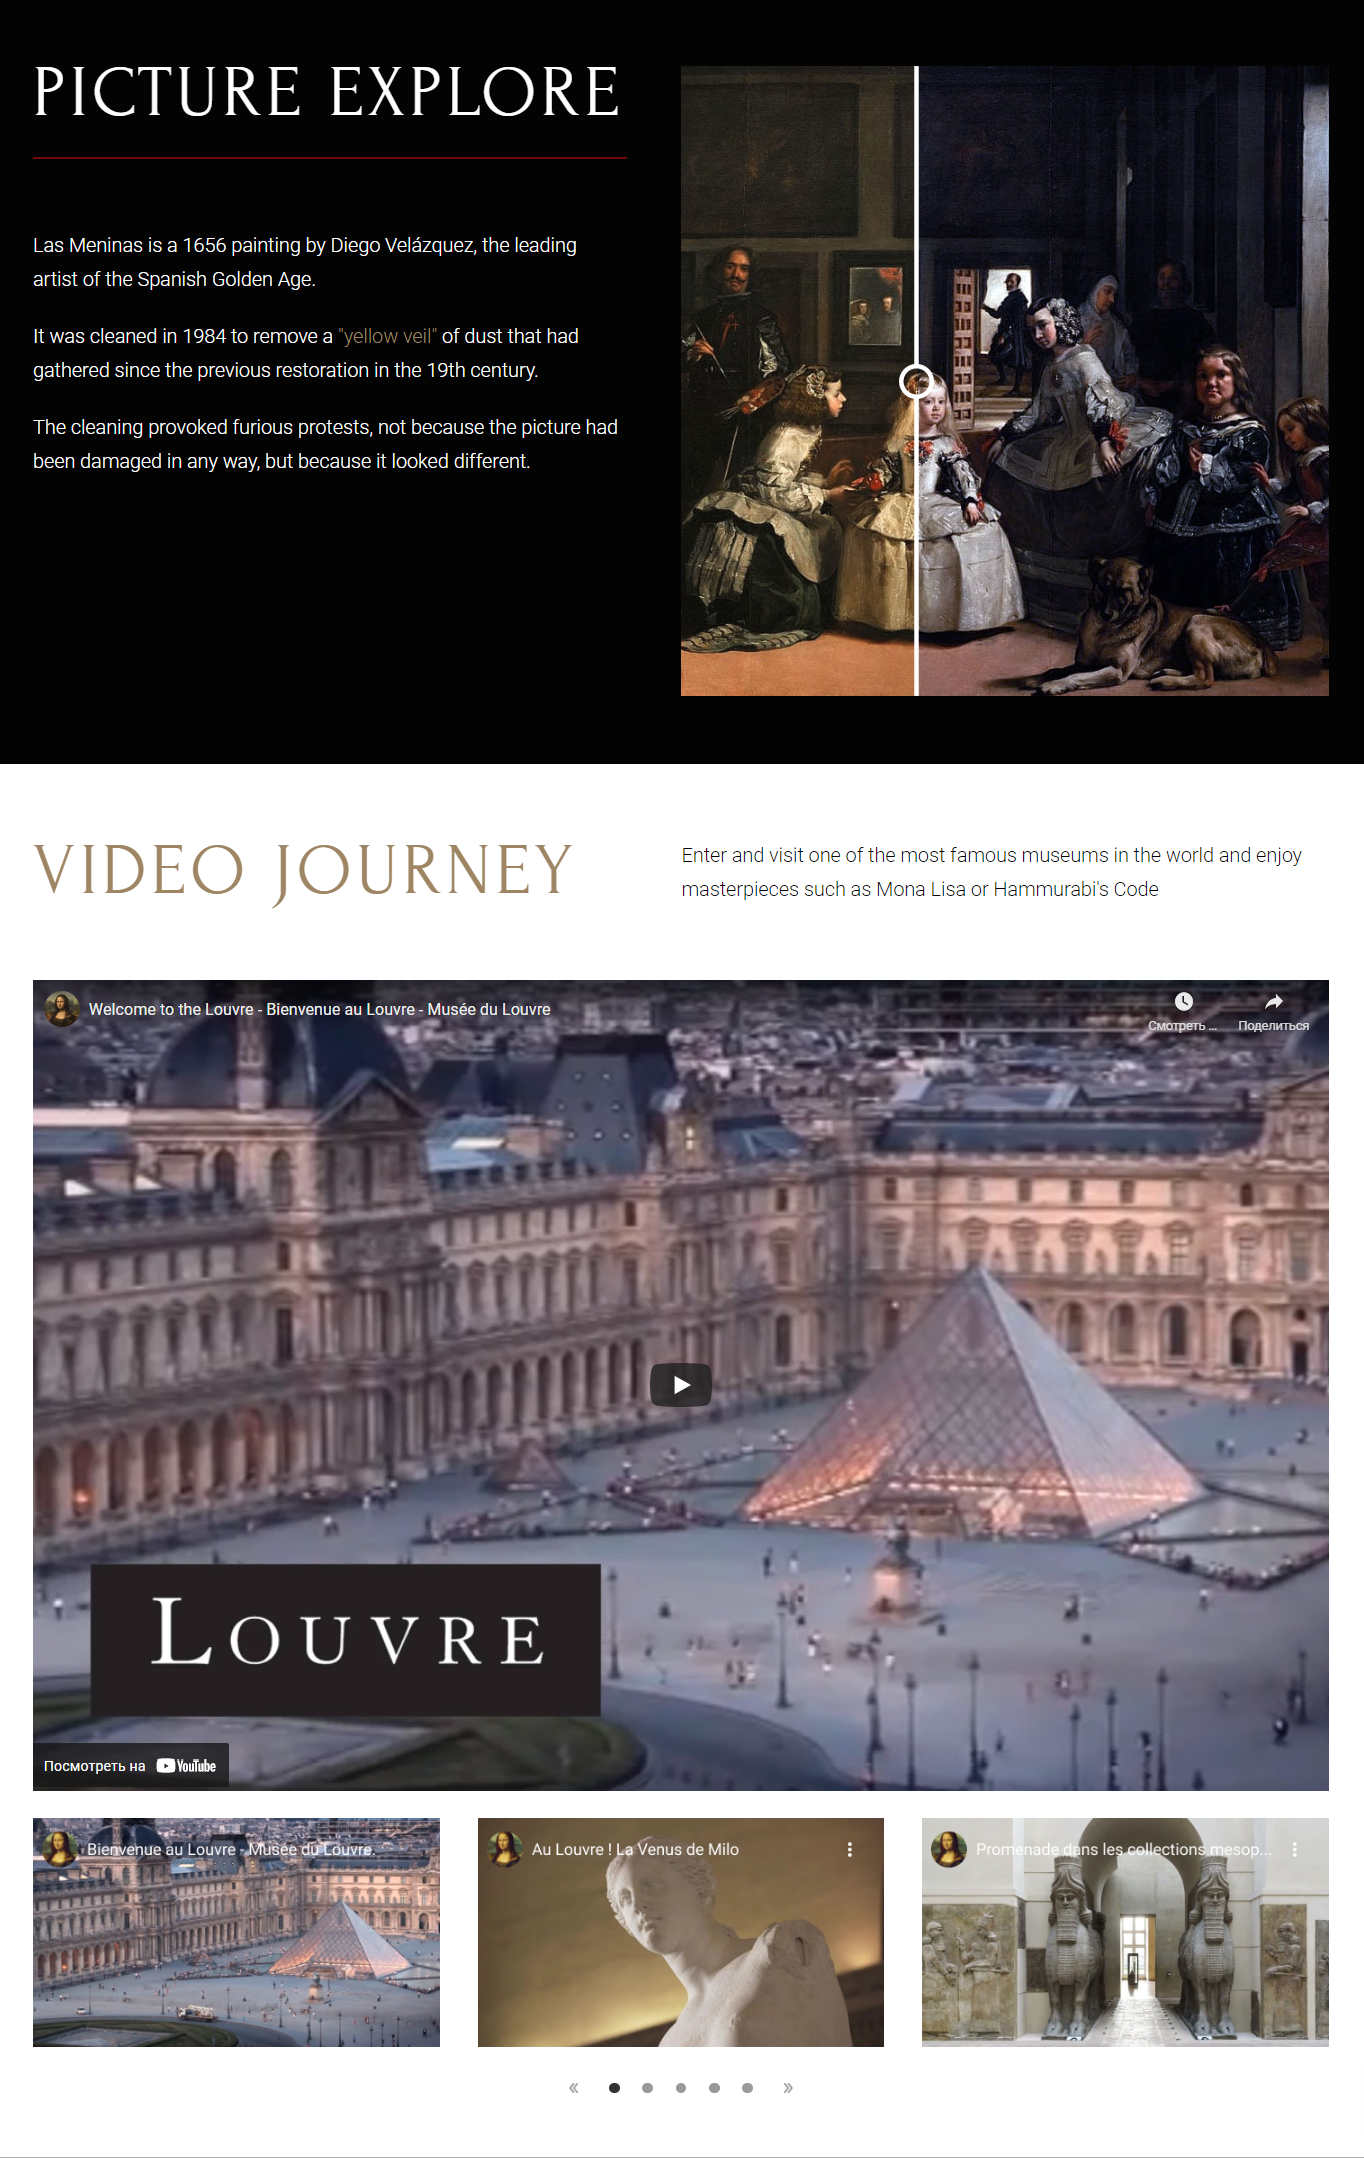 PICTURE EXPLORE
Las Meninas is a 1656 painting by Diego Velázquez, the leading
artist of the Spanish Golden Age.
It was cleaned in 1984 to remove a "yellow veil" of dust that had
gathered since the previous restoration in the 19th century.
The cleaning provoked furious protests, not because the picture had
been damaged in any way, but because it looked different.
VIDEO JOURNEY
Enter and visit one of the most famous museums in the world and enjoy
masterpieces such as Mona Lisa or Hammurabi's Code
Welcome to the Louvre - Bienvenue au Louvre - Musée du Louvre
Смотреть ...
Поделиться
LOUVRE
Посмотреть на YouTube
Bienvenue au Louvre - Musée du Louvre.
Au Louvre ! La Venus de Milo
Promenade dans les collections mesop...
« »